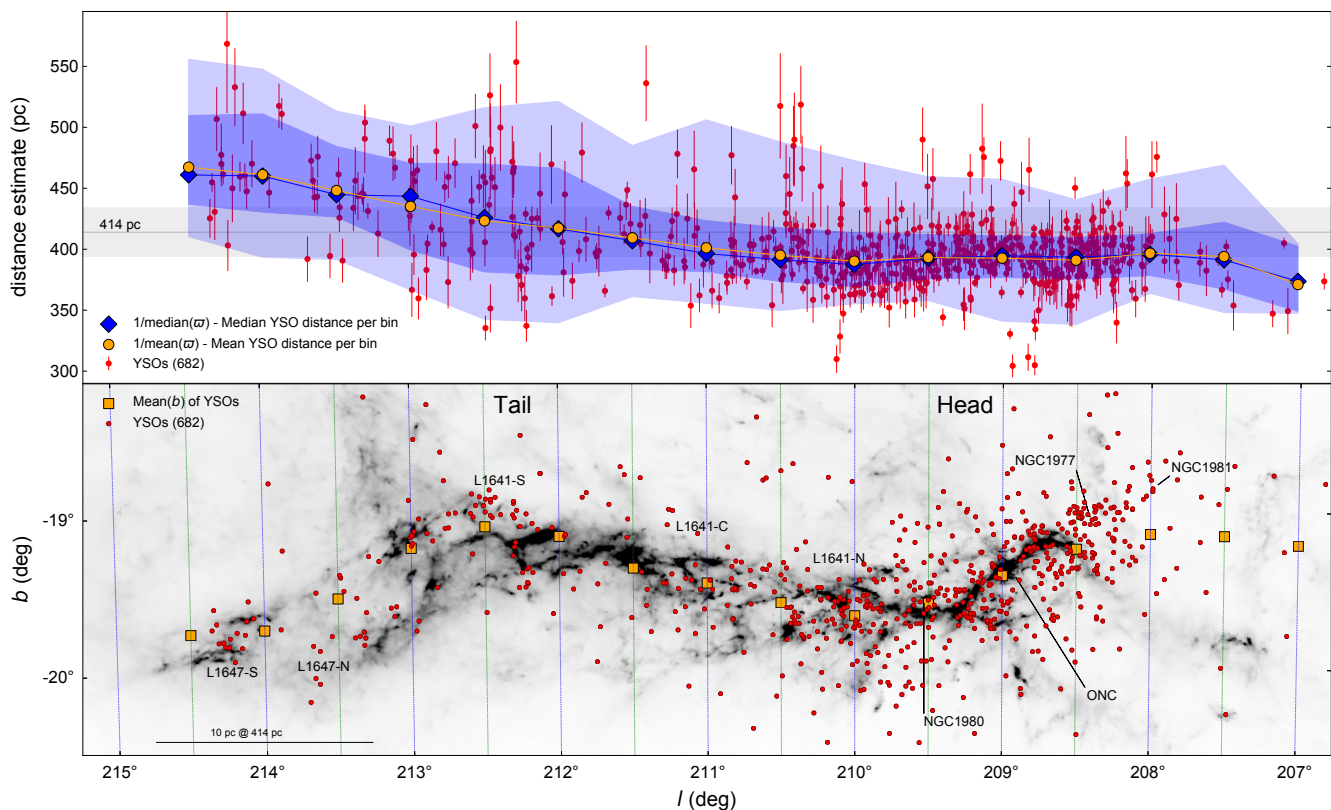 550
500
450
400
350
300
distance estimate (pc)
414 pc
1/median(ϖ) - Median YSO distance per bin
1/mean(ϖ) - Mean YSO distance per bin
YSOs (682)
Mean(b) of YSOs
YSOs (682)
Tail
Head
NGC1977
NGC1981
L1641-S
L1641-C
L1641-N
L1647-S
L1647-N
ONC
NGC1980
10 pc @ 414 pc
-19°
-20°
b (deg)
215°
214°
213°
212°
211°
210°
209°
208°
207°
l (deg)